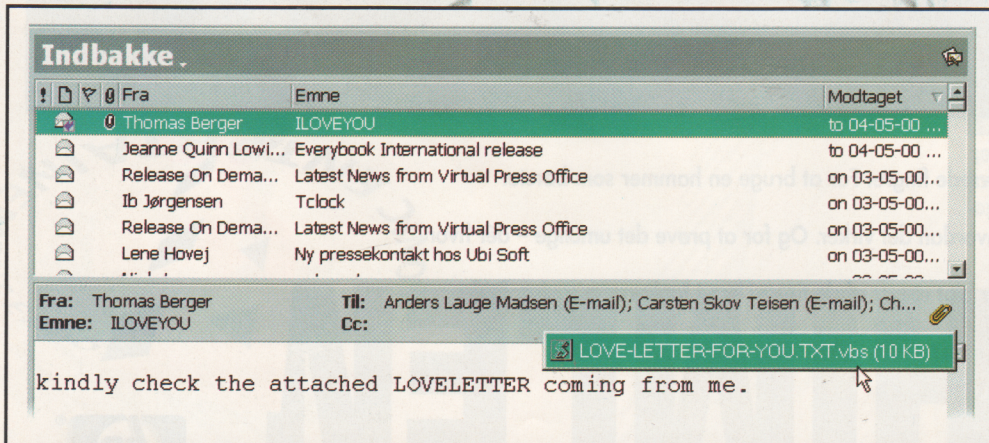 Indbakke
! Fra Emne Modtaget
Thomas Berger ILOVEYOU to 04-05-00 ...
Jeanne Quinn Lowi... Everybook International release to 04-05-00 ...
Release On Dema... Latest News from Virtual Press Office on 03-05-00...
Ib Jørgensen Tclock on 03-05-00...
Release On Dema... Latest News from Virtual Press Office on 03-05-00...
Lene Hovej Ny pressekontakt hos Ubi Soft on 03-05-00...
Fra: Thomas Berger Til: Anders Lauge Madsen (E-mail); Carsten Skov Teisen (E-mail); Ch...
Emne: ILOVEYOU Cc:
LOVE-LETTER-FOR-YOU.TXT.vbs (10 KB)
kindly check the attached LOVELETTER coming from me.